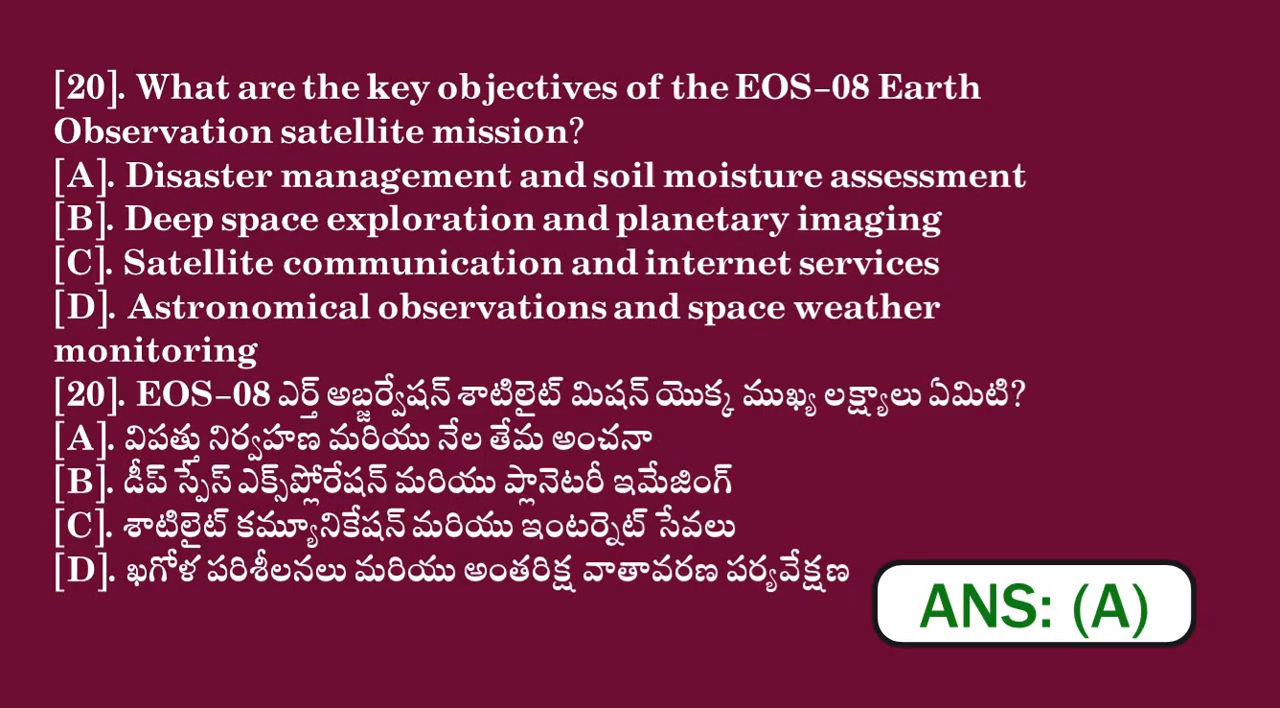 [20]. What are the key objectives of the EOS-08 Earth
Observation satellite mission?
[A]. Disaster management and soil moisture assessment
[B]. Deep space exploration and planetary imaging
[C]. Satellite communication and internet services
[D]. Astronomical observations and space weather
monitoring
[20]. EOS-08 ఎర్త్ అబ్జర్వేషన్ శాటిలైట్ మిషన్ యొక్క ముఖ్య లక్ష్యాలు ఏమిటి?
[A]. విపత్తు నిర్వహణ మరియు నేల తేమ అంచనా
[B]. డీప్ స్పేస్ ఎక్స్‌ప్లోరేషన్ మరియు ప్లానెటరీ ఇమేజింగ్
[C]. శాటిలైట్ కమ్యూనికేషన్ మరియు ఇంటర్నెట్ సేవలు
[D]. ఖగోళ పరిశీలనలు మరియు అంతరిక్ష వాతావరణ పర్యవేక్షణ
ANS: (A)